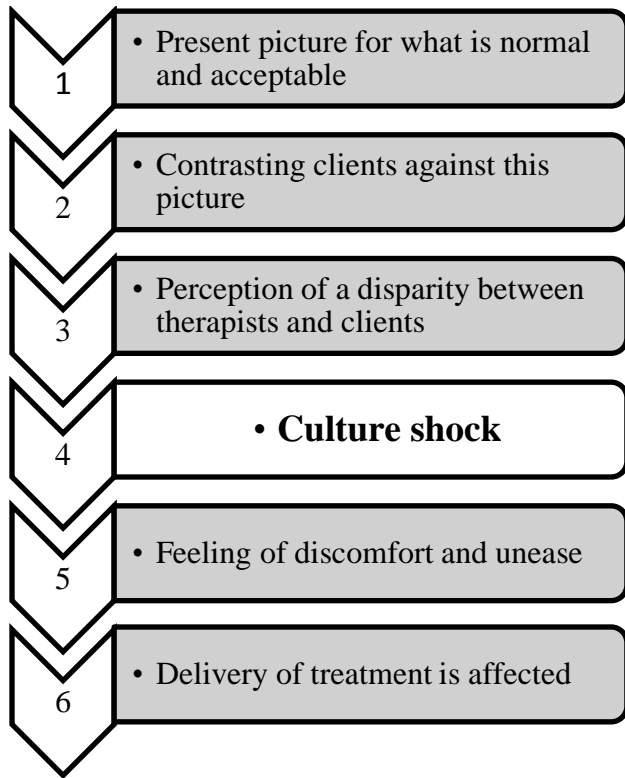 1
• Present picture for what is normal
and acceptable
2
• Contrasting clients against this
picture
3
• Perception of a disparity between
therapists and clients
4
• Culture shock
5
• Feeling of discomfort and unease
6
• Delivery of treatment is affected